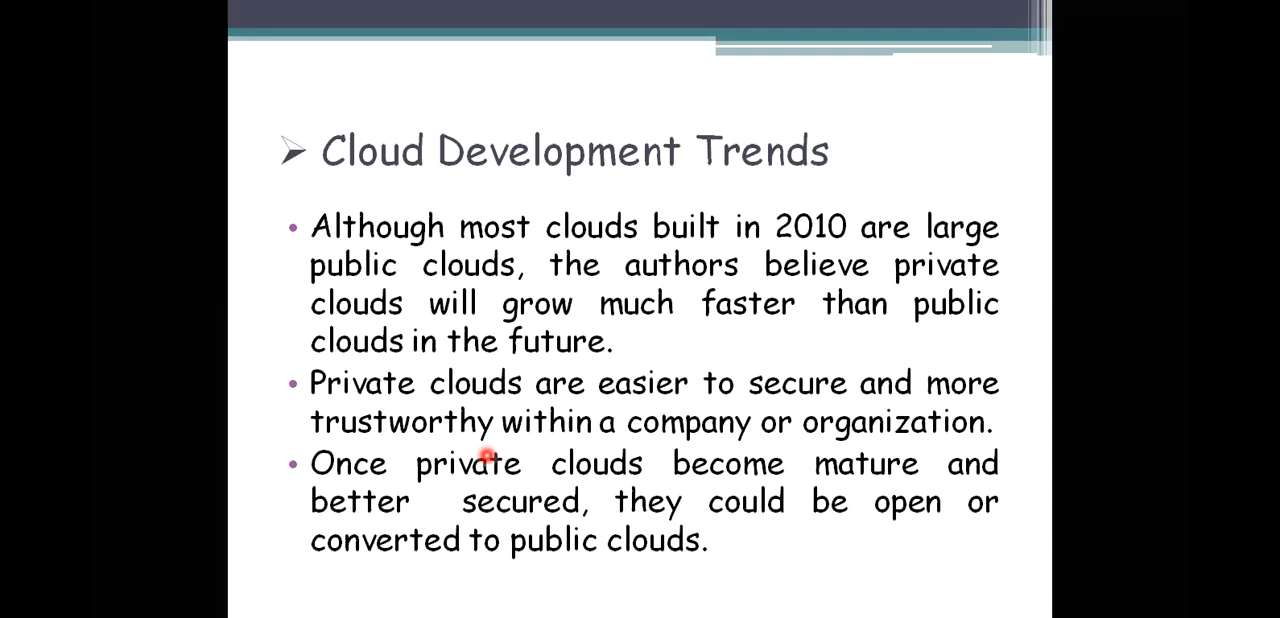 Cloud Development Trends
Although most clouds built in 2010 are large
public clouds, the authors believe private
clouds will grow much faster than public
clouds in the future.
Private clouds are easier to secure and more
trustworthy within a company or organization.
Once private clouds become mature and
better secured, they could be open or
converted to public clouds.